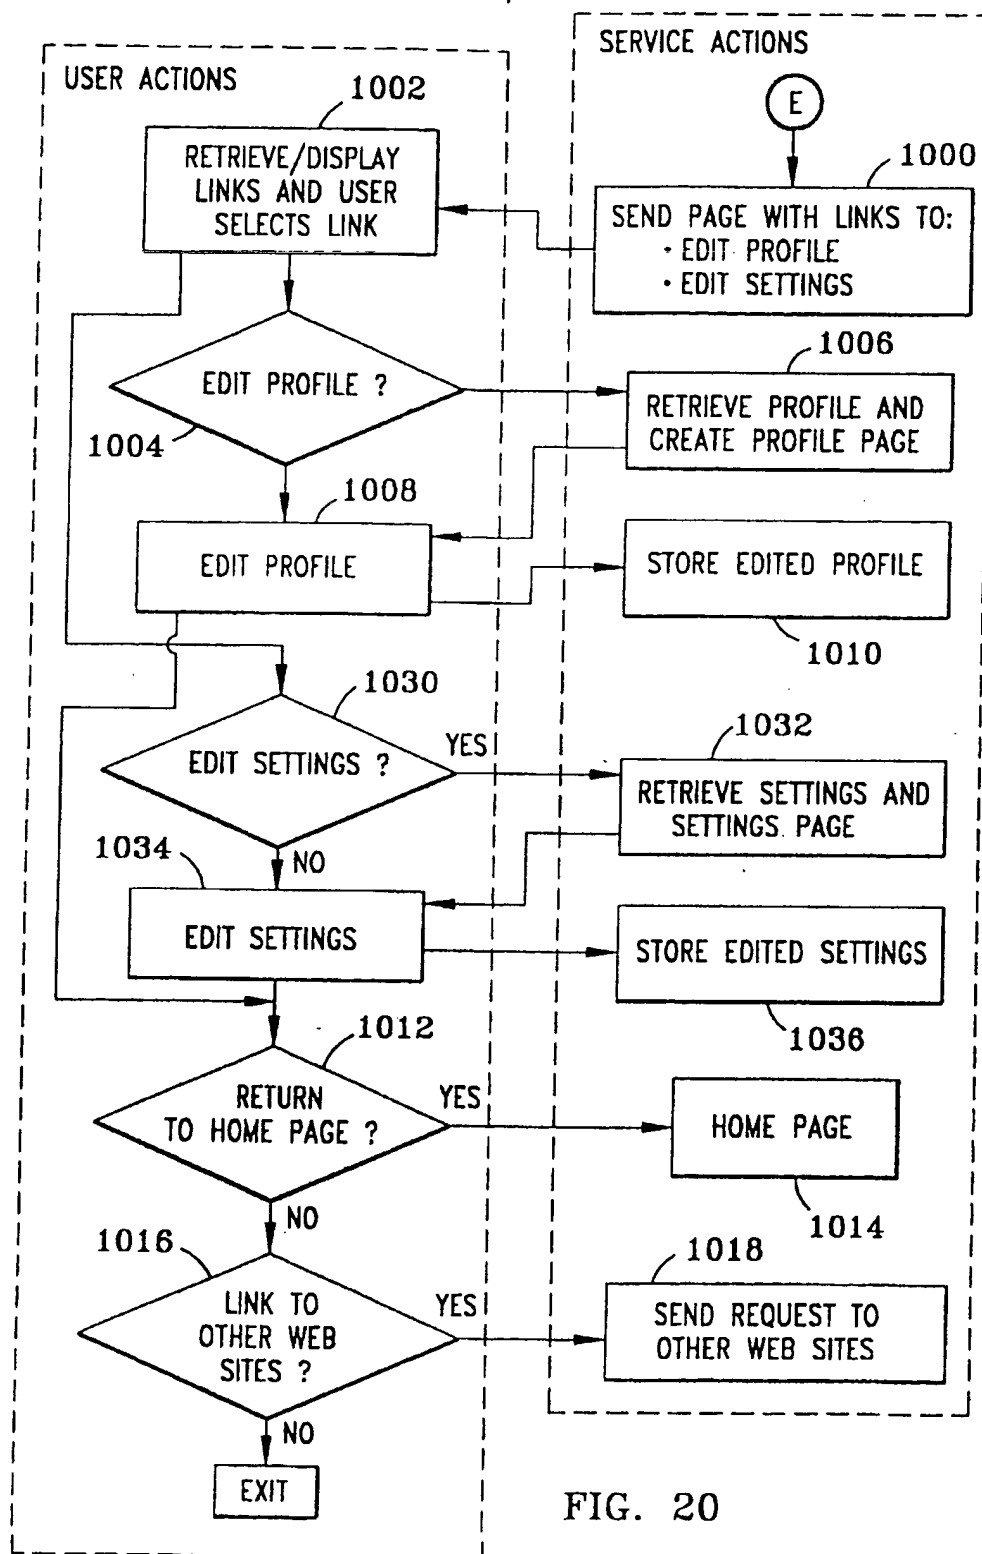 SERVICE ACTIONS
USER ACTIONS
E
1002
RETRIEVE/DISPLAY
LINKS AND USER
SELECTS LINK
1000
SEND PAGE WITH LINKS TO:
• EDIT PROFILE
• EDIT SETTINGS
EDIT PROFILE ?
1004
1006
RETRIEVE PROFILE AND
CREATE PROFILE PAGE
1008
EDIT PROFILE
STORE EDITED PROFILE
1010
1030
EDIT SETTINGS ?
YES
NO
1032
RETRIEVE SETTINGS AND
SETTINGS PAGE
1034
EDIT SETTINGS
STORE EDITED SETTINGS
1036
1012
RETURN
TO HOME PAGE ?
YES
NO
HOME PAGE
1014
1016
LINK TO
OTHER WEB
SITES ?
YES
NO
1018
SEND REQUEST TO
OTHER WEB SITES
EXIT
FIG. 20